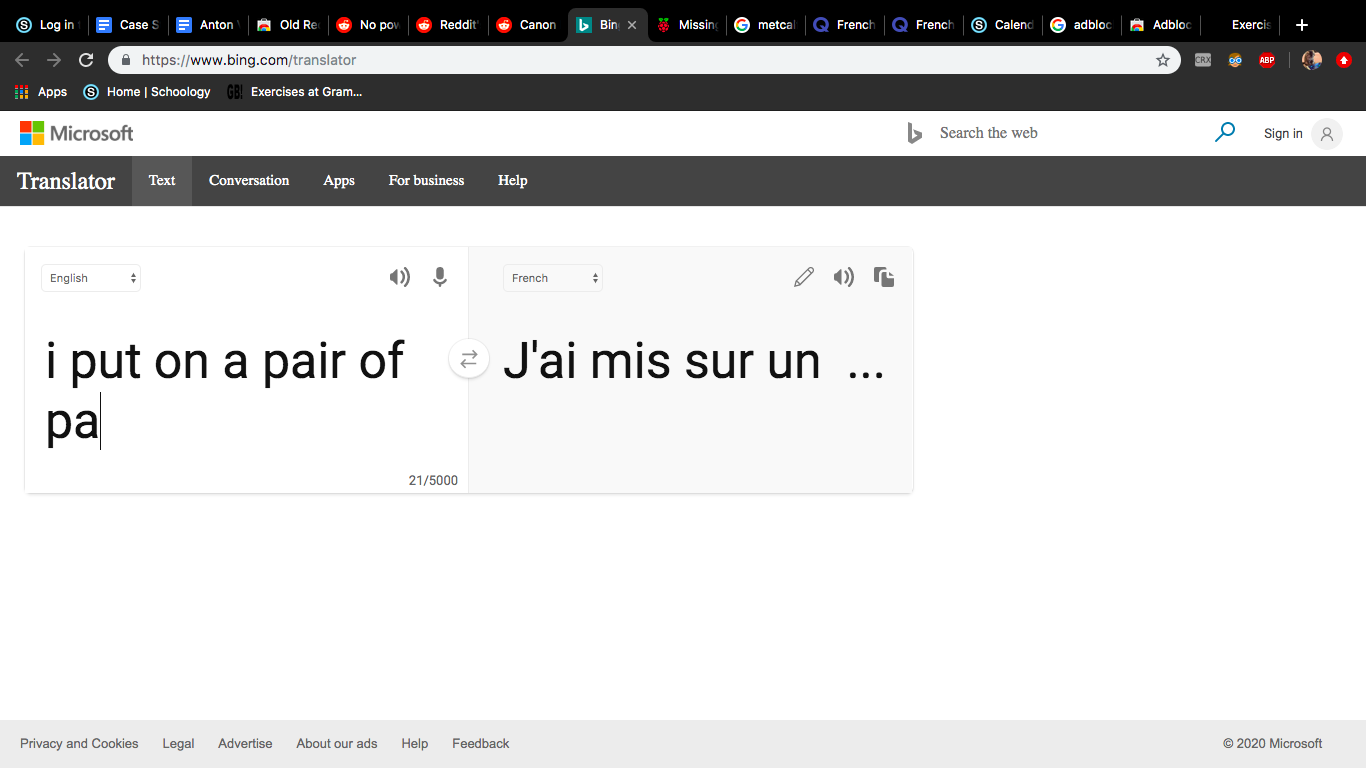 Log in Case S Anton Old Re No pow Reddit' Canon Bin Missing metcal French French Calend adbloc Adbloc Exercis
https://www.bing.com/translator CRX ABP
Apps Home | Schoology GB! Exercises at Gram...
Microsoft Search the web Sign in
Translator Text Conversation Apps For business Help
English French
i put on a pair of J'ai mis sur un ...
pa
21/5000
Privacy and Cookies Legal Advertise About our ads Help Feedback © 2020 Microsoft